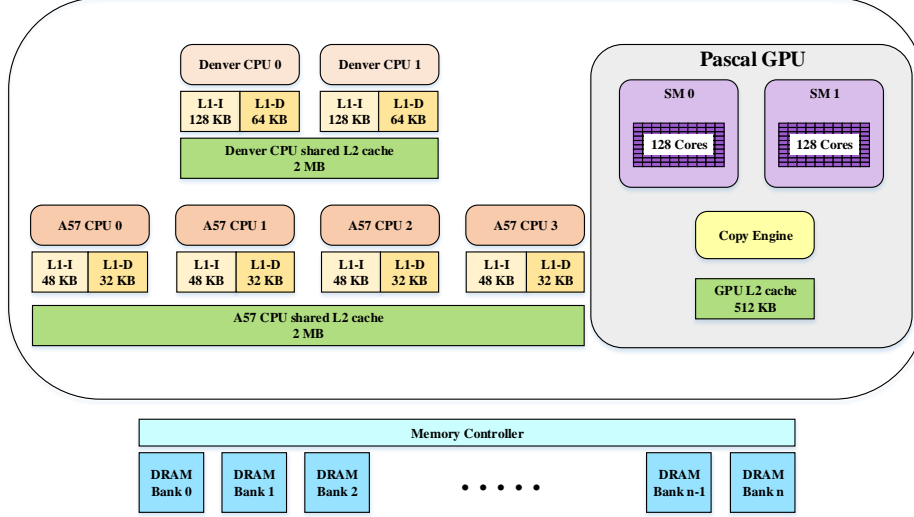 Denver CPU 0
Denver CPU 1
L1-I
128 KB
L1-D
64 KB
L1-I
128 KB
L1-D
64 KB
Denver CPU shared L2 cache
2 MB
A57 CPU 0
A57 CPU 1
A57 CPU 2
A57 CPU 3
L1-I
48 KB
L1-D
32 KB
L1-I
48 KB
L1-D
32 KB
L1-I
48 KB
L1-D
32 KB
L1-I
48 KB
L1-D
32 KB
A57 CPU shared L2 cache
2 MB
Pascal GPU
SM 0
128 Cores
SM 1
128 Cores
Copy Engine
GPU L2 cache
512 KB
Memory Controller
DRAM
Bank 0
DRAM
Bank 1
DRAM
Bank 2
• • • • •
DRAM
Bank n-1
DRAM
Bank n